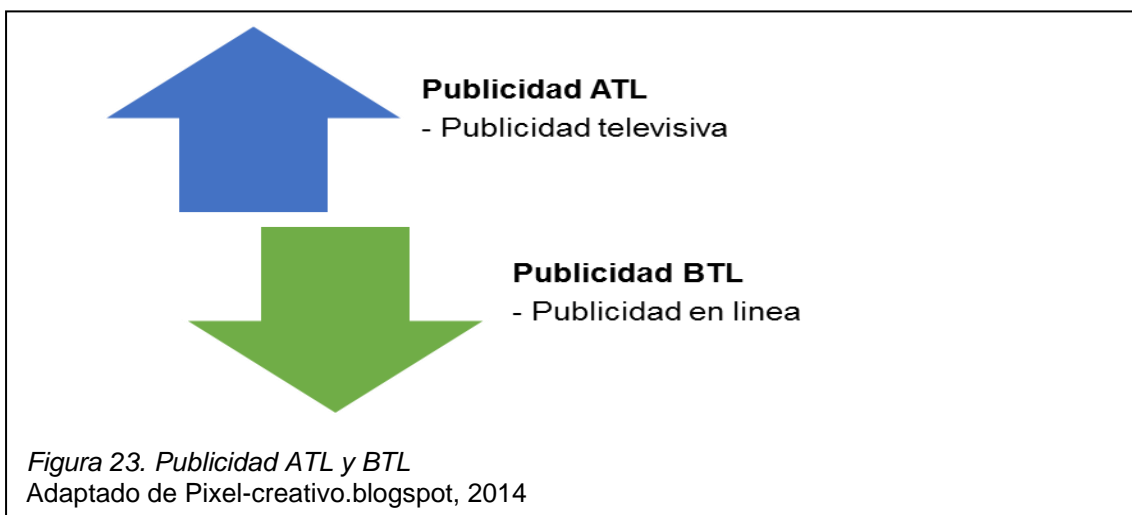 Publicidad ATL
- Publicidad televisiva
Publicidad BTL
- Publicidad en linea
Figura 23. Publicidad ATL y BTL
Adaptado de Pixel-creativo.blogspot, 2014